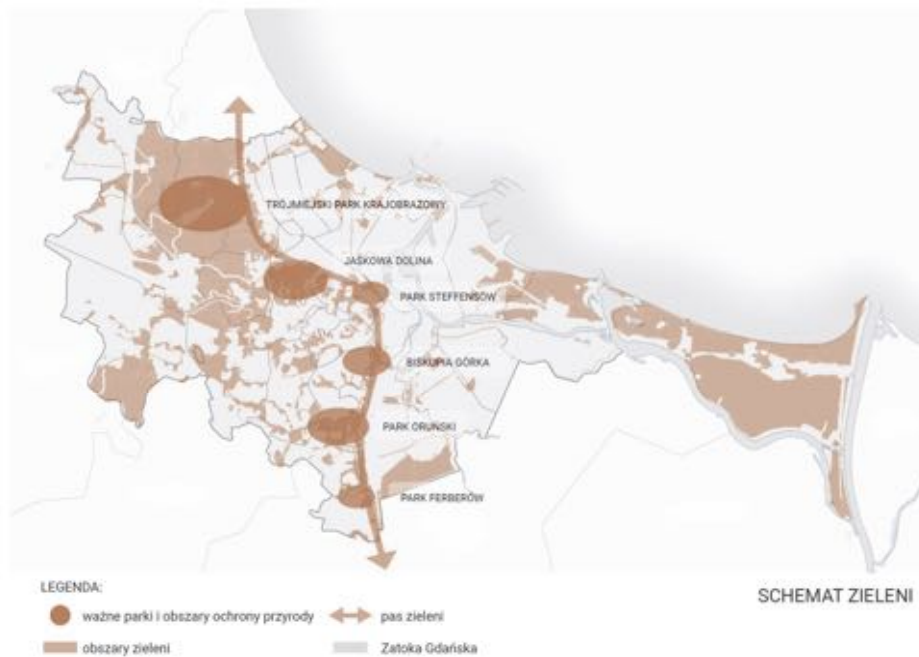 TRÓJMIEJSKI PARK KRAJOBRAZOWY
JAŚKOWA DOLINA
PARK STEFFENSÓW
BISKUPIA GÓRKA
PARK ORUŃSKI
PARK FERBERÓW
LEGENDA:
ważne parki i obszary ochrony przyrody
pas zieleni
obszary zieleni
Zatoka Gdańska
SCHEMAT ZIELENI